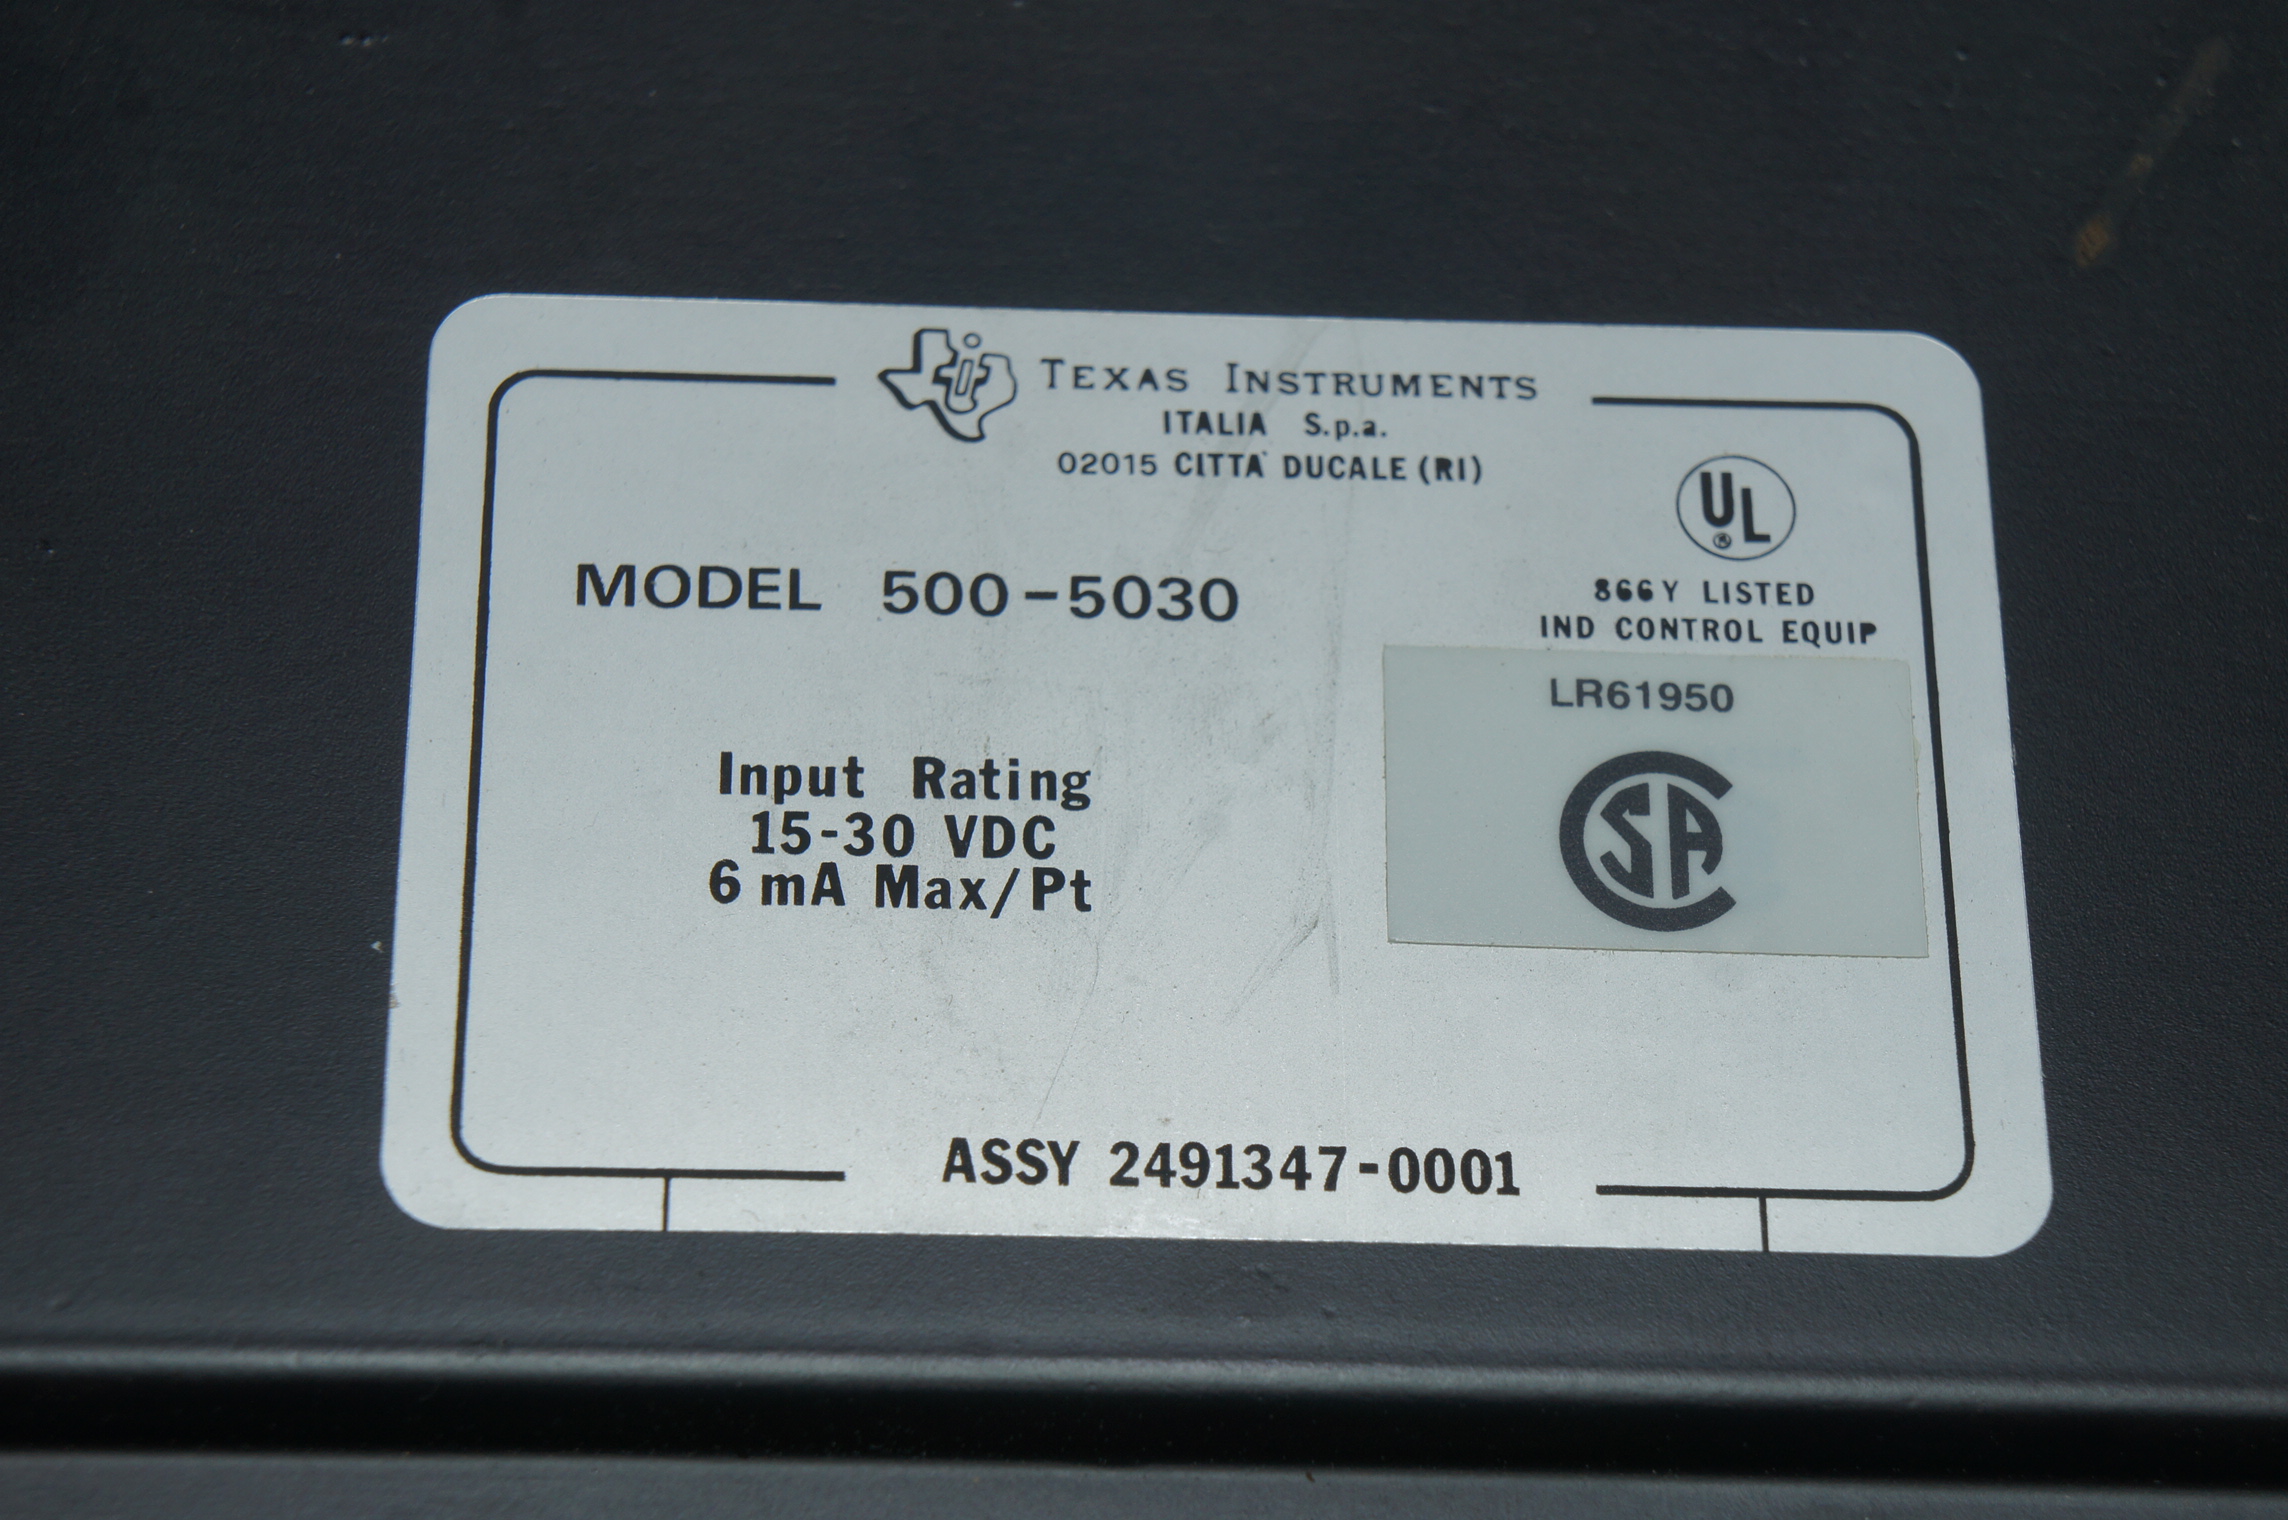 TEXAS INSTRUMENTS
ITALIA S.p.a.
02015 CITTA' DUCALE (RI)
UL
®
MODEL 500-5030
866Y LISTED
IND CONTROL EQUIP
LR61950
CSA
Input Rating
15-30 VDC
6 mA Max/Pt
ASSY 2491347-0001